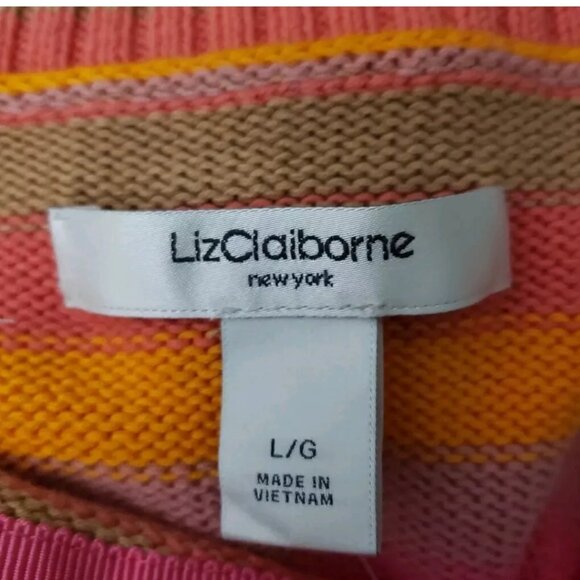 LizClaiborne
new york
L/G
MADE IN
VIETNAM